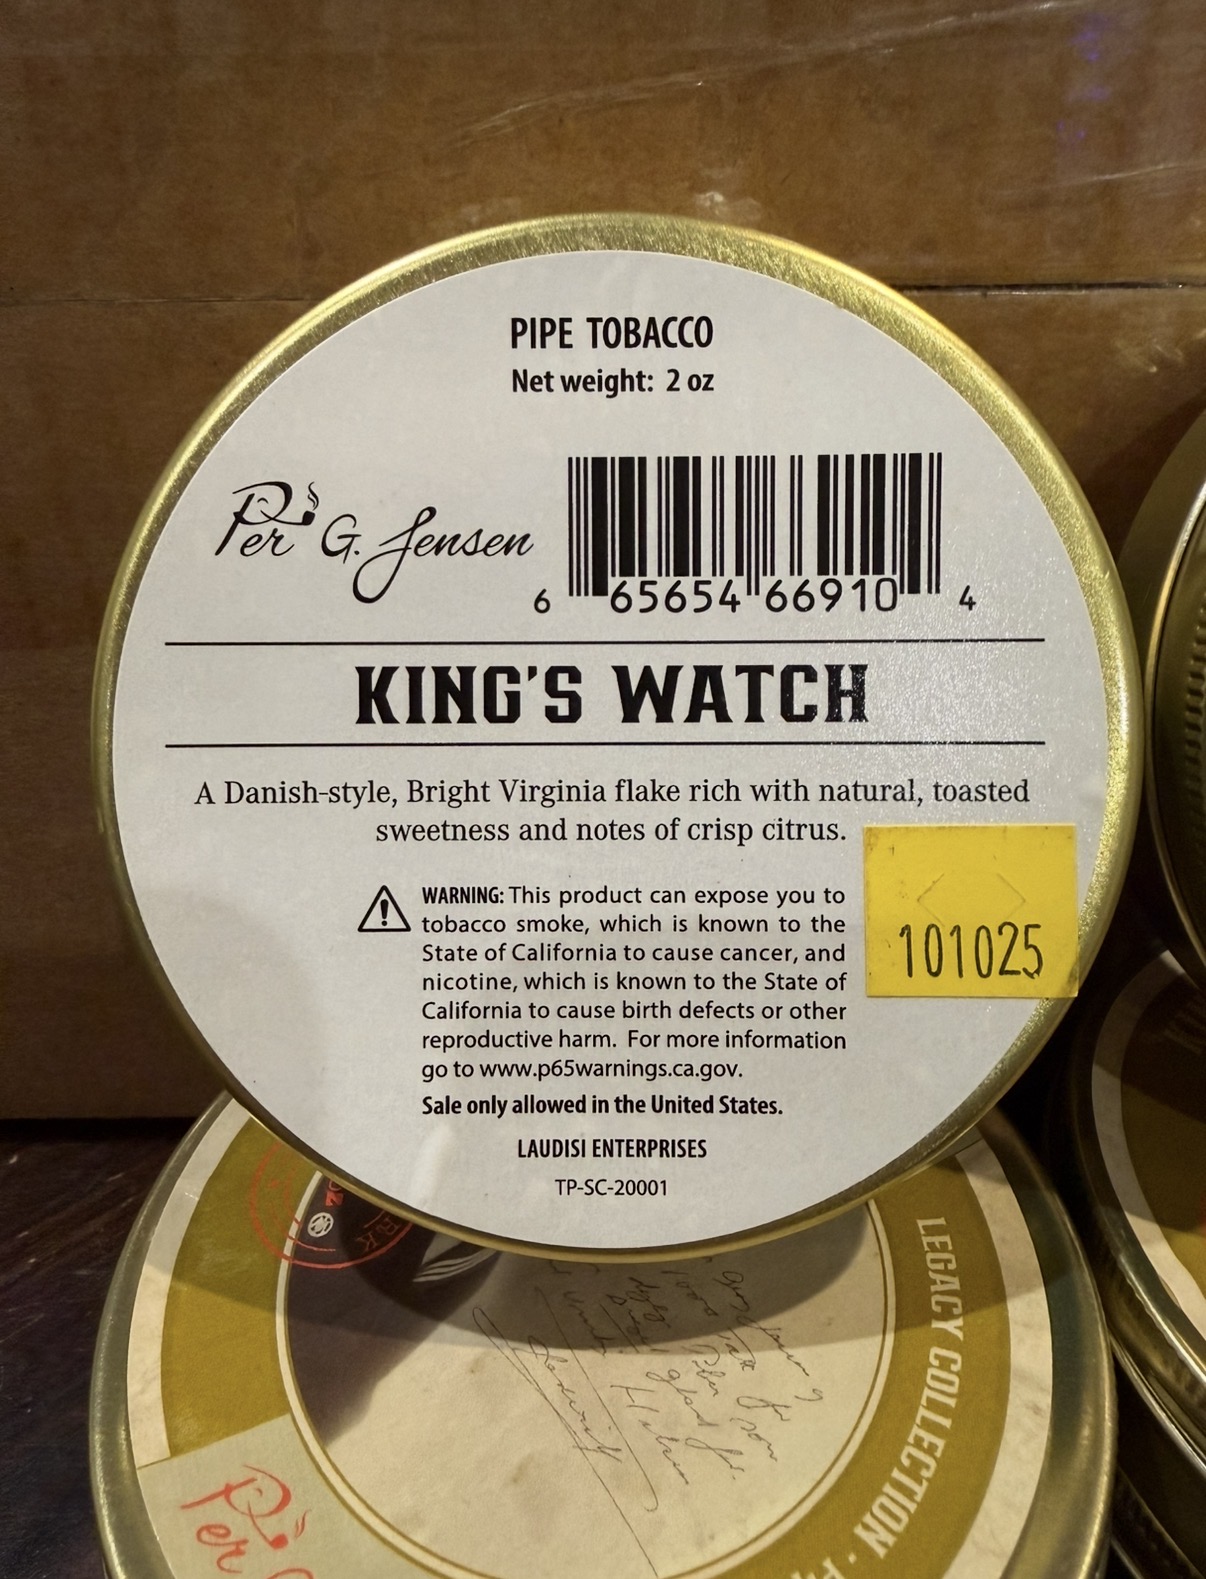 PIPE TOBACCO
Net weight: 2 oz
Per G. Jensen
6 65654 66910 4
KING'S WATCH
A Danish-style, Bright Virginia flake rich with natural, toasted
sweetness and notes of crisp citrus.
WARNING: This product can expose you to
tobacco smoke, which is known to the
State of California to cause cancer, and
nicotine, which is known to the State of
California to cause birth defects or other
reproductive harm. For more information
go to www.p65warnings.ca.gov.
Sale only allowed in the United States.
101025
LAUDISI ENTERPRISES
TP-SC-20001
LEGACY COLLECTION ·
Per